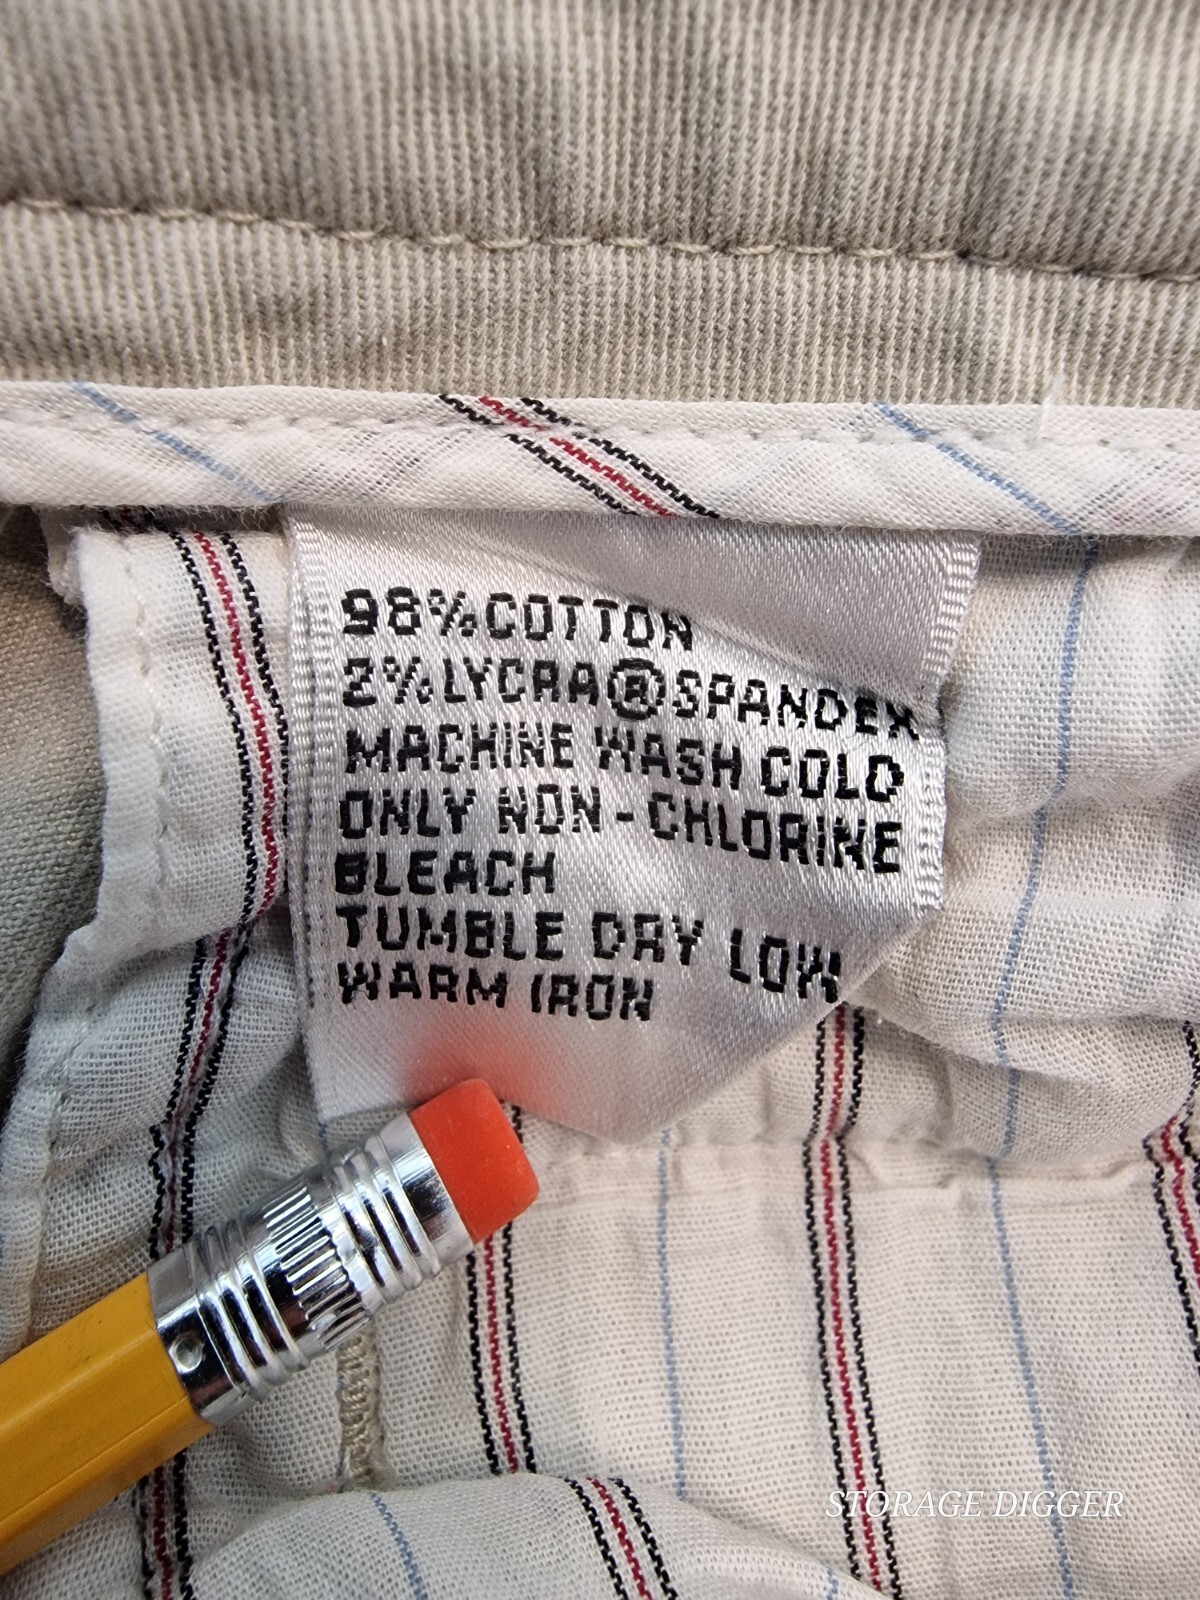 98%COTTON
2%LYCRA®SPANDEX
MACHINE WASH COLD
ONLY NON-CHLORINE
BLEACH
TUMBLE DRY LOW
WARM IRON
STORAGE DIGGER